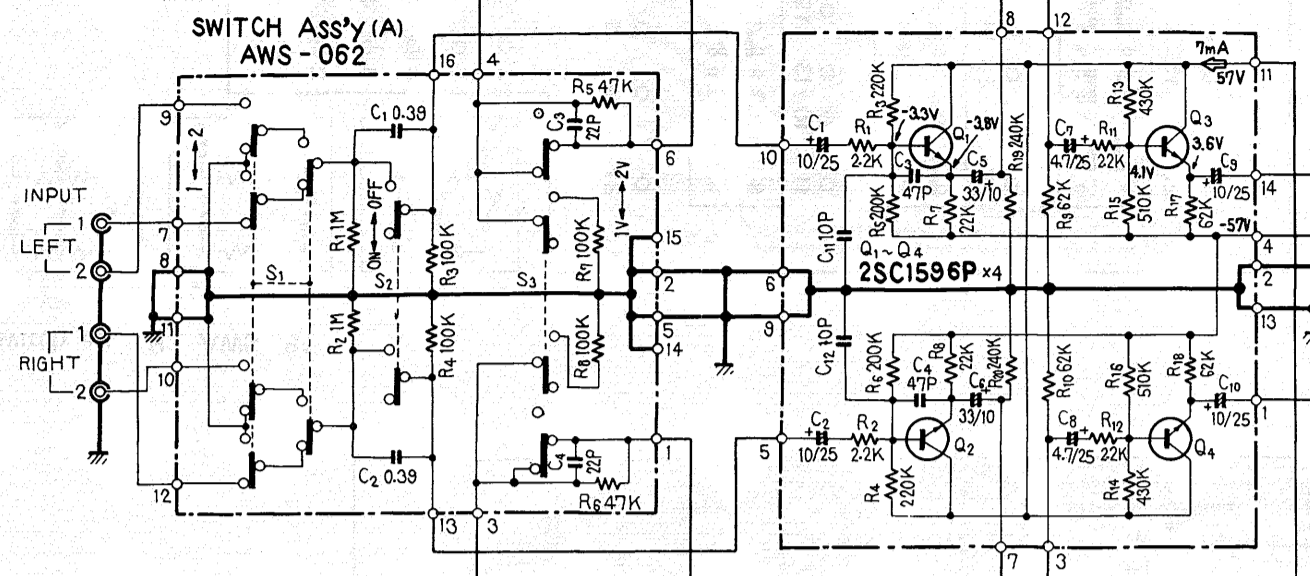 SWITCH Ass'y (A)
AWS-062
INPUT
1
LEFT
2
1
RIGHT
2
9
7
8
11
10
12
16
4
6
15
2
5
14
1
13
3
1 ↔ 2
S1
C1 0.39
R1 1M
R2 1M
C2 0.39
ON ↔ OFF
S2
R3 100K
R4 100K
S3
R5 47K
C3
22P
1V ↔ 2V
R7 100K
R8 100K
C4
22P
R6 47K
8
12
10
6
9
5
7
3
11
14
4
2
13
1
7mA
57V
-57V
C1
10/25
R1
2.2K
R3 220K
-3.3V
Q1
-3.8V
C3
47P
C5
33/10
R5 200K
R7
22K
R19 240K
C11 10P
Q1~Q4
2SC1596P ×4
C7
4.7/25
R11
22K
R13
430K
Q3
3.6V
4.1V
C9
10/25
R15
510K
R17
62K
R9 62K
C12 10P
R6 200K
R8
22K
C4
47P
C6
33/10
R20 240K
C2
10/25
R2
2.2K
Q2
R4
220K
R10 62K
R16
510K
R18
62K
C10
10/25
C8
4.7/25
R12
22K
Q4
R14
430K